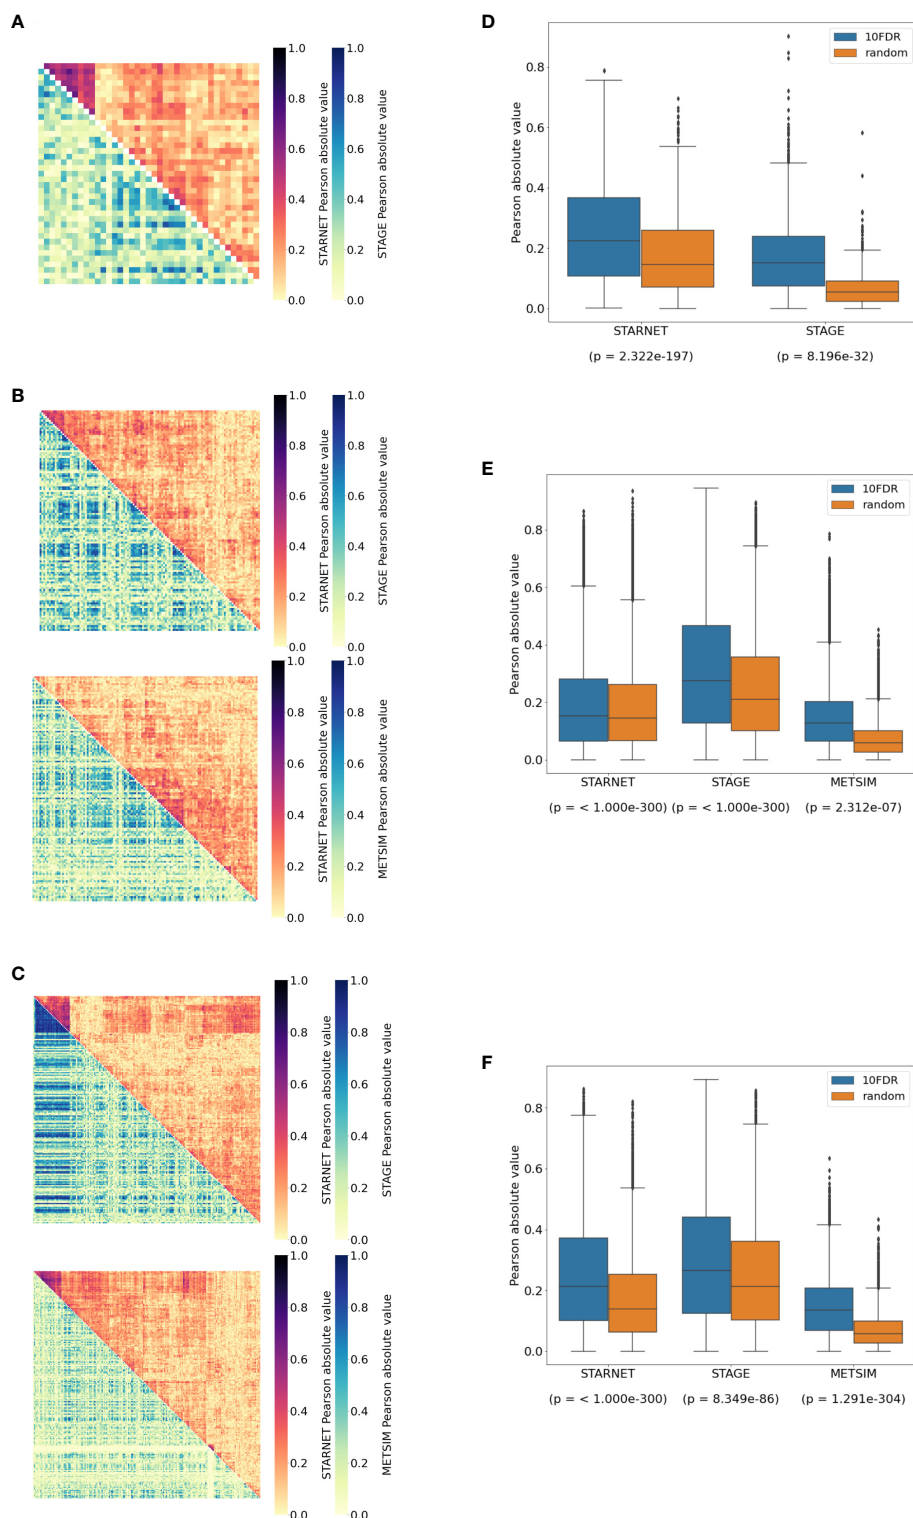 A
1.0
0.8
0.6
0.4
0.2
0.0
STARNET Pearson absolute value
1.0
0.8
0.6
0.4
0.2
0.0
STAGE Pearson absolute value
B
1.0
0.8
0.6
0.4
0.2
0.0
STARNET Pearson absolute value
1.0
0.8
0.6
0.4
0.2
0.0
STAGE Pearson absolute value
1.0
0.8
0.6
0.4
0.2
0.0
STARNET Pearson absolute value
1.0
0.8
0.6
0.4
0.2
0.0
METSIM Pearson absolute value
C
1.0
0.8
0.6
0.4
0.2
0.0
STARNET Pearson absolute value
1.0
0.8
0.6
0.4
0.2
0.0
STAGE Pearson absolute value
1.0
0.8
0.6
0.4
0.2
0.0
STARNET Pearson absolute value
1.0
0.8
0.6
0.4
0.2
0.0
METSIM Pearson absolute value
D
10FDR
random
Pearson absolute value
0.8
0.6
0.4
0.2
0.0
STARNET STAGE
(p = 2.322e-197) (p = 8.196e-32)
E
10FDR
random
Pearson absolute value
0.8
0.6
0.4
0.2
0.0
STARNET STAGE METSIM
(p = < 1.000e-300) (p = < 1.000e-300) (p = 2.312e-07)
F
10FDR
random
Pearson absolute value
0.8
0.6
0.4
0.2
0.0
STARNET STAGE METSIM
(p = < 1.000e-300) (p = 8.349e-86) (p = 1.291e-304)